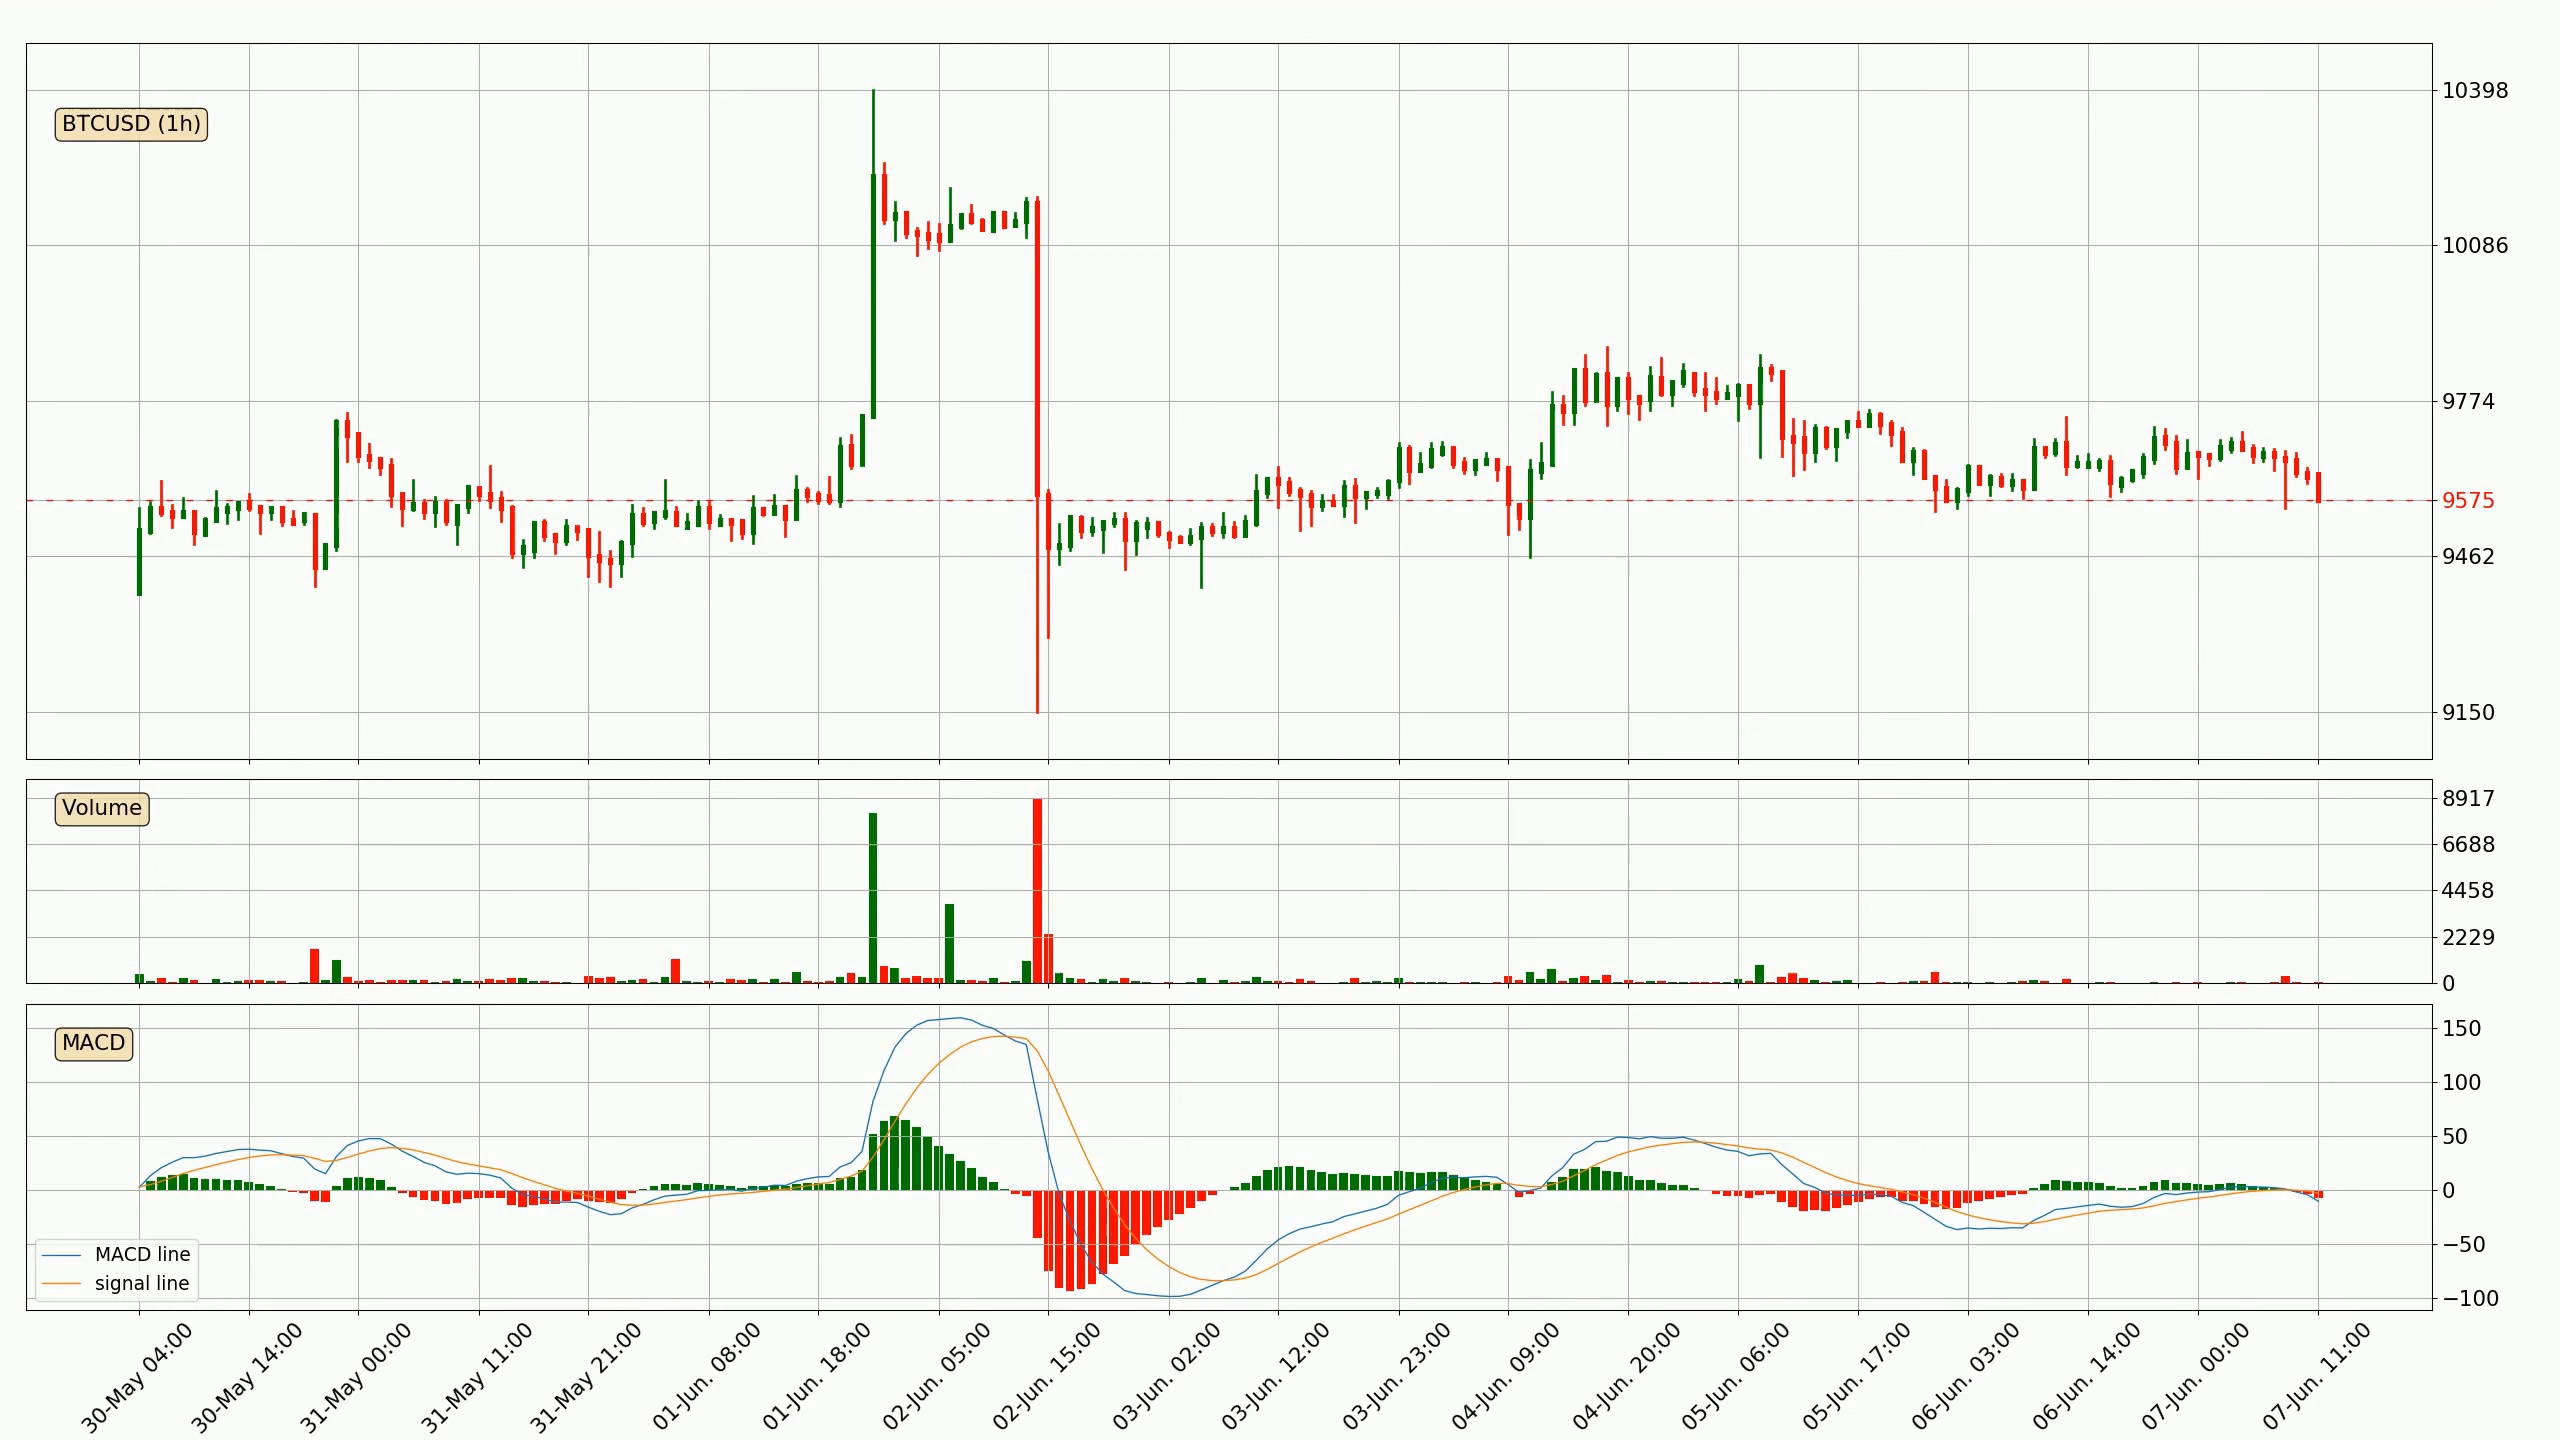 BTCUSD (1h)
10398
10086
9774
9575
9462
9150
Volume
8917
6688
4458
2229
0
MACD
150
100
50
0
−50
−100
MACD line
signal line
30-May 04:00
30-May 14:00
31-May 00:00
31-May 11:00
31-May 21:00
01-Jun. 08:00
01-Jun. 18:00
02-Jun. 05:00
02-Jun. 15:00
03-Jun. 02:00
03-Jun. 12:00
03-Jun. 23:00
04-Jun. 09:00
04-Jun. 20:00
05-Jun. 06:00
05-Jun. 17:00
06-Jun. 03:00
06-Jun. 14:00
07-Jun. 00:00
07-Jun. 11:00